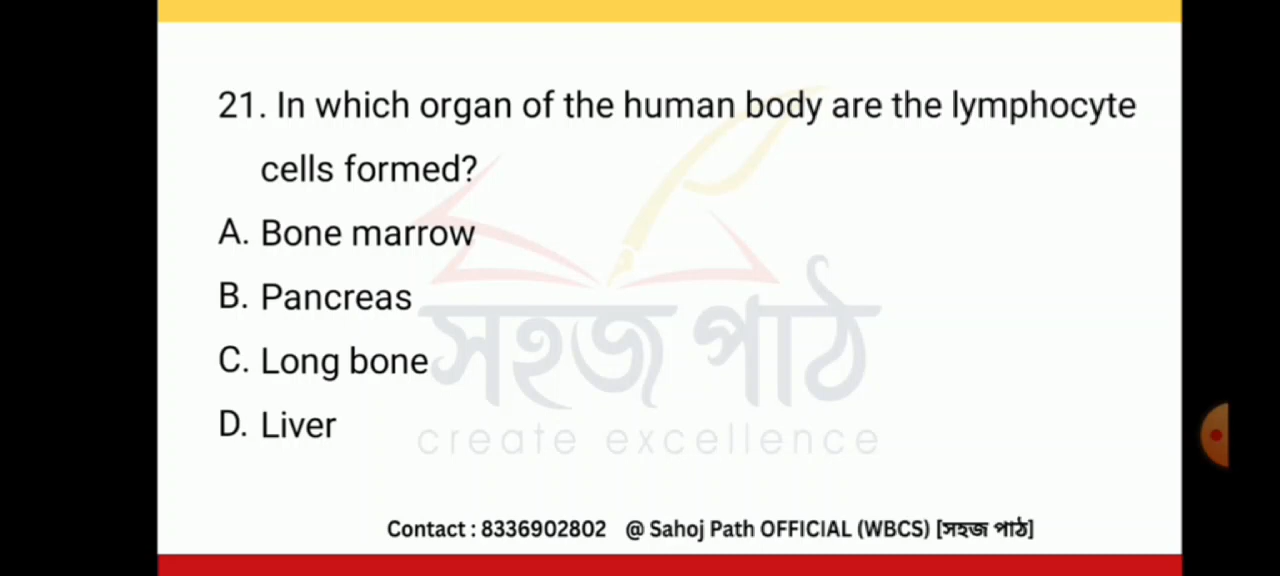 21. In which organ of the human body are the lymphocyte
cells formed?
A. Bone marrow
B. Pancreas
C. Long bone
D. Liver
সহজ পাঠ
create excellence
Contact : 8336902802 @ Sahoj Path OFFICIAL (WBCS) [সহজ পাঠ]